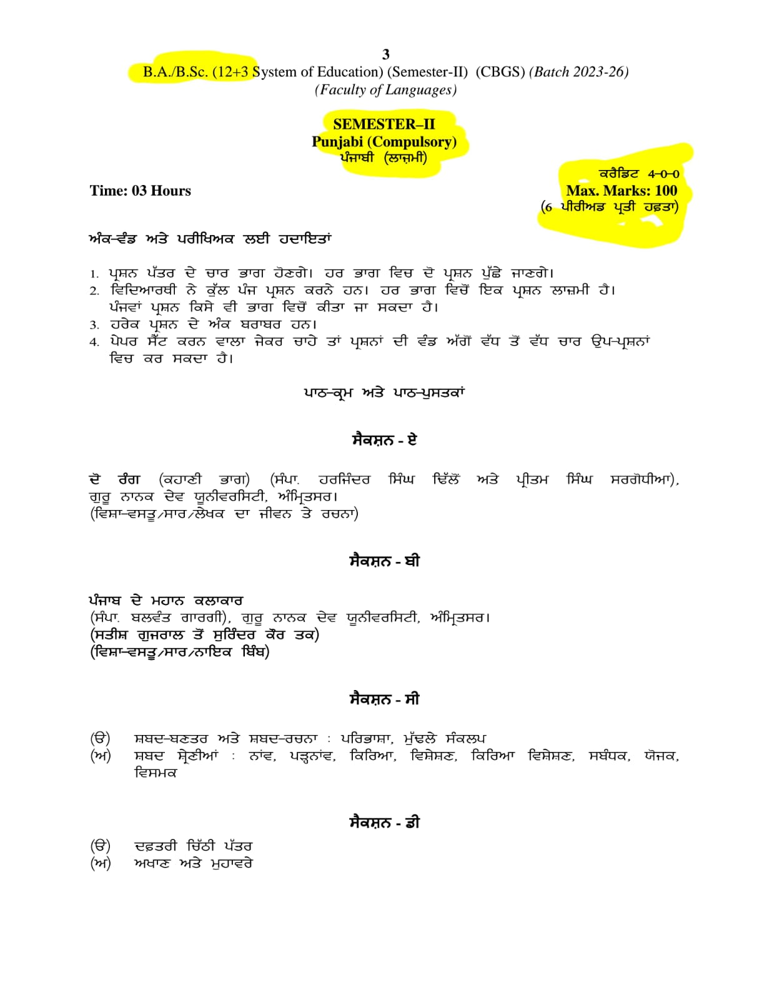 3
B.A./B.Sc. (12+3 System of Education) (Semester-II) (CBGS) (Batch 2023-26)
(Faculty of Languages)
SEMESTER–II
Punjabi (Compulsory)
ਪੰਜਾਬੀ (ਲਾਜ਼ਮੀ)
ਕਰੈਡਿਟ 4-0-0
Time: 03 Hours Max. Marks: 100
(6 ਪੀਰੀਅਡ ਪ੍ਰਤੀ ਹਫ਼ਤਾ)
ਅੰਕ-ਵੰਡ ਅਤੇ ਪਰੀਖਿਅਕ ਲਈ ਹਦਾਇਤਾਂ
1. ਪ੍ਰਸ਼ਨ ਪੱਤਰ ਦੇ ਚਾਰ ਭਾਗ ਹੋਣਗੇ। ਹਰ ਭਾਗ ਵਿਚ ਦੋ ਪ੍ਰਸ਼ਨ ਪੁੱਛੇ ਜਾਣਗੇ।
2. ਵਿਦਿਆਰਥੀ ਨੇ ਕੁੱਲ ਪੰਜ ਪ੍ਰਸ਼ਨ ਕਰਨੇ ਹਨ। ਹਰ ਭਾਗ ਵਿਚੋਂ ਇਕ ਪ੍ਰਸ਼ਨ ਲਾਜ਼ਮੀ ਹੈ।
ਪੰਜਵਾਂ ਪ੍ਰਸ਼ਨ ਕਿਸੇ ਵੀ ਭਾਗ ਵਿਚੋਂ ਕੀਤਾ ਜਾ ਸਕਦਾ ਹੈ।
3. ਹਰੇਕ ਪ੍ਰਸ਼ਨ ਦੇ ਅੰਕ ਬਰਾਬਰ ਹਨ।
4. ਪੇਪਰ ਸੈੱਟ ਕਰਨ ਵਾਲਾ ਜੇਕਰ ਚਾਹੇ ਤਾਂ ਪ੍ਰਸ਼ਨਾਂ ਦੀ ਵੰਡ ਅੱਗੋਂ ਵੱਧ ਤੋਂ ਵੱਧ ਚਾਰ ਉਪ-ਪ੍ਰਸ਼ਨਾਂ
ਵਿਚ ਕਰ ਸਕਦਾ ਹੈ।
ਪਾਠ-ਕ੍ਰਮ ਅਤੇ ਪਾਠ-ਪੁਸਤਕਾਂ
ਸੈਕਸ਼ਨ - ਏ
ਦੋ ਰੰਗ (ਕਹਾਣੀ ਭਾਗ) (ਸੰਪਾ. ਹਰਜਿੰਦਰ ਸਿੰਘ ਢਿੱਲੋਂ ਅਤੇ ਪ੍ਰੀਤਮ ਸਿੰਘ ਸਰਗੋਧੀਆ),
ਗੁਰੂ ਨਾਨਕ ਦੇਵ ਯੂਨੀਵਰਸਿਟੀ, ਅੰਮ੍ਰਿਤਸਰ।
(ਵਿਸ਼ਾ-ਵਸਤੂ/ਸਾਰ/ਲੇਖਕ ਦਾ ਜੀਵਨ ਤੇ ਰਚਨਾ)
ਸੈਕਸ਼ਨ - ਬੀ
ਪੰਜਾਬ ਦੇ ਮਹਾਨ ਕਲਾਕਾਰ
(ਸੰਪਾ. ਬਲਵੰਤ ਗਾਰਗੀ), ਗੁਰੂ ਨਾਨਕ ਦੇਵ ਯੂਨੀਵਰਸਿਟੀ, ਅੰਮ੍ਰਿਤਸਰ।
(ਸਤੀਸ਼ ਗੁਜਰਾਲ ਤੋਂ ਸੁਰਿੰਦਰ ਕੌਰ ਤਕ)
(ਵਿਸ਼ਾ-ਵਸਤੂ/ਸਾਰ/ਨਾਇਕ ਬਿੰਬ)
ਸੈਕਸ਼ਨ - ਸੀ
(ੳ) ਸ਼ਬਦ-ਬਣਤਰ ਅਤੇ ਸ਼ਬਦ-ਰਚਨਾ : ਪਰਿਭਾਸ਼ਾ, ਮੁੱਢਲੇ ਸੰਕਲਪ
(ਅ) ਸ਼ਬਦ ਸ਼੍ਰੇਣੀਆਂ : ਨਾਂਵ, ਪੜਨਾਂਵ, ਕਿਰਿਆ, ਵਿਸ਼ੇਸ਼ਣ, ਕਿਰਿਆ ਵਿਸ਼ੇਸ਼ਣ, ਸਬੰਧਕ, ਯੋਜਕ,
ਵਿਸਮਕ
ਸੈਕਸ਼ਨ - ਡੀ
(ੳ) ਦਫ਼ਤਰੀ ਚਿੱਠੀ ਪੱਤਰ
(ਅ) ਅਖਾਣ ਅਤੇ ਮੁਹਾਵਰੇ